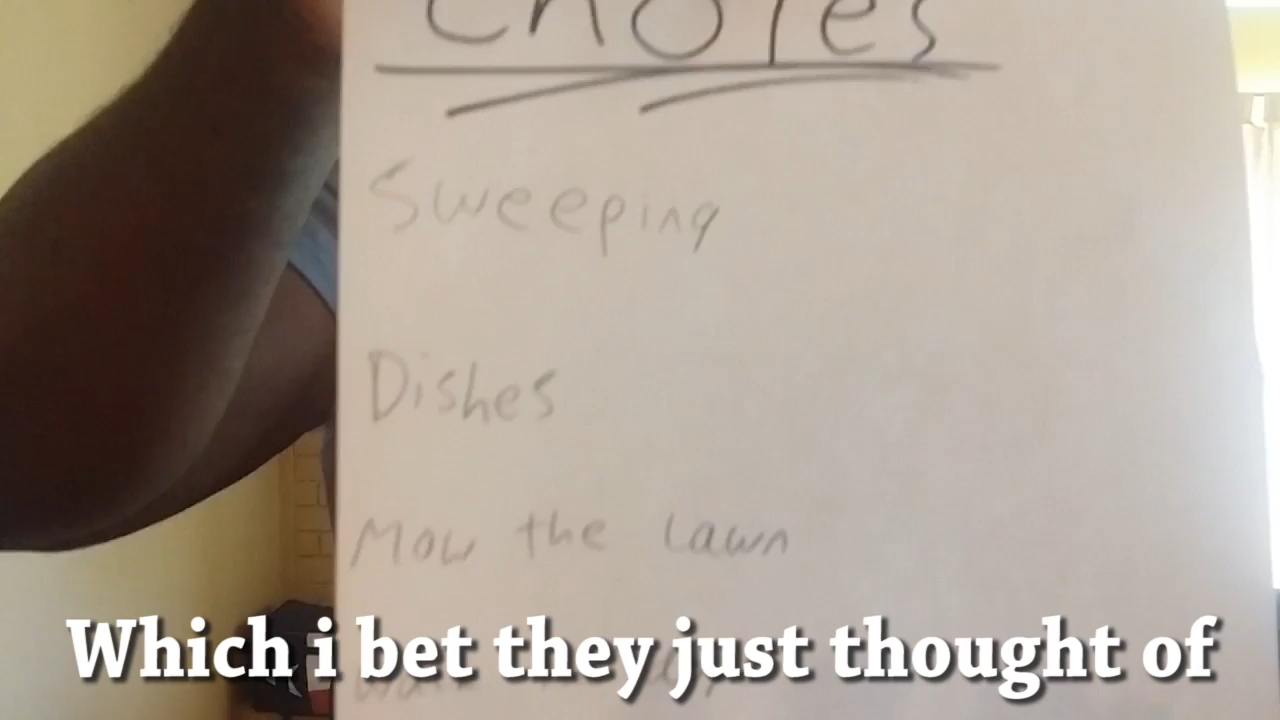 Chores
Sweeping
Dishes
Mow the Lawn
Which i bet they just thought of